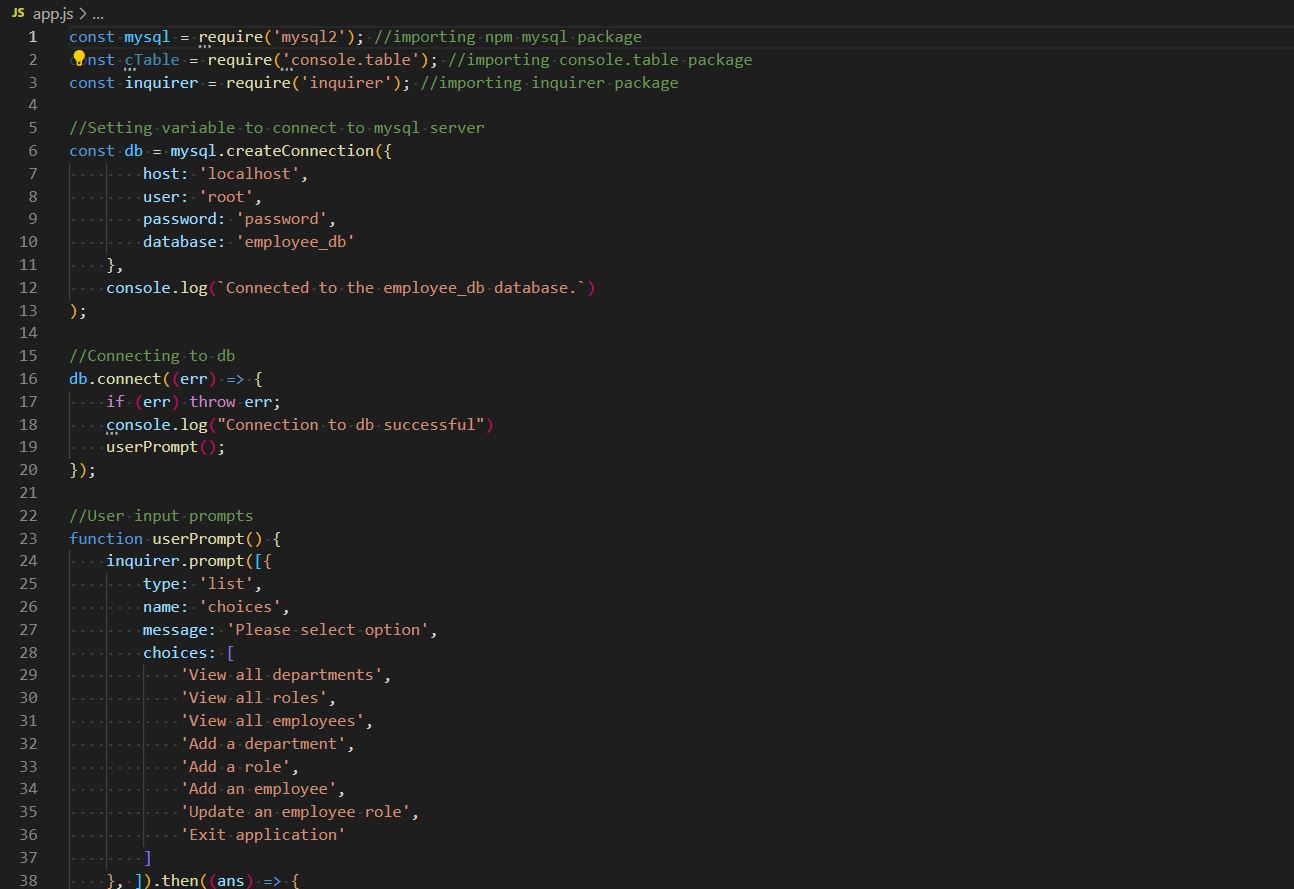 JS app.js > ...
1 const mysql = require('mysql2'); //importing npm mysql package
2 nst cTable = require('console.table'); //importing console.table package
3 const inquirer = require('inquirer'); //importing inquirer package
4
5 //Setting variable to connect to mysql server
6 const db = mysql.createConnection({
7         host: 'localhost',
8         user: 'root',
9         password: 'password',
10         database: 'employee_db'
11     },
12     console.log(`Connected to the employee_db database.`)
13 );
14
15 //Connecting to db
16 db.connect((err) => {
17     if (err) throw err;
18     console.log("Connection to db successful")
19     userPrompt();
20 });
21
22 //User input prompts
23 function userPrompt() {
24     inquirer.prompt([{
25         type: 'list',
26         name: 'choices',
27         message: 'Please select option',
28         choices: [
29             'View all departments',
30             'View all roles',
31             'View all employees',
32             'Add a department',
33             'Add a role',
34             'Add an employee',
35             'Update an employee role',
36             'Exit application'
37         ]
38     }, ]).then((ans) => {